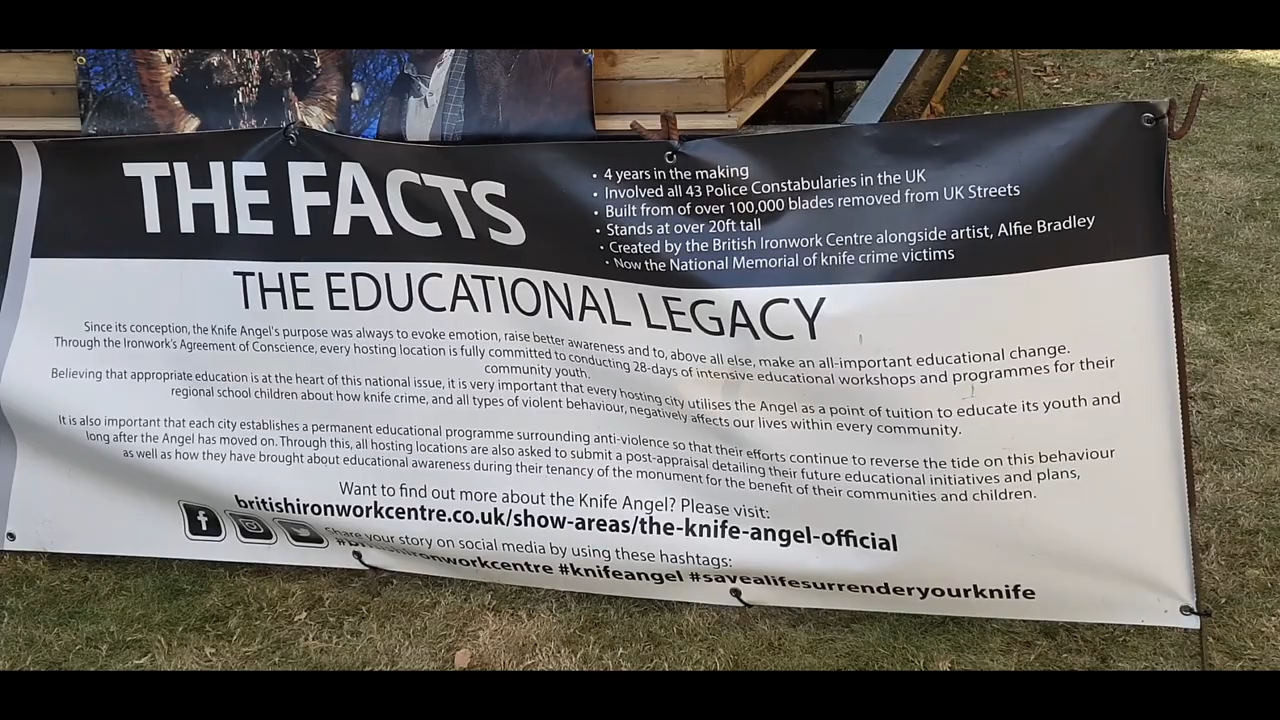 THE FACTS
• 4 years in the making
• Involved all 43 Police Constabularies in the UK
• Built from of over 100,000 blades removed from UK Streets
• Stands at over 20ft tall
• Created by the British Ironwork Centre alongside artist, Alfie Bradley
• Now the National Memorial of knife crime victims
THE EDUCATIONAL LEGACY
Since its conception, the Knife Angel's purpose was always to evoke emotion, raise better awareness and to, above all else, make an all-important educational change.
Through the Ironwork's Agreement of Conscience, every hosting location is fully committed to conducting 28-days of intensive educational workshops and programmes for their
community youth.
Believing that appropriate education is at the heart of this national issue, it is very important that every hosting city utilises the Angel as a point of tuition to educate its youth and
regional school children about how knife crime, and all types of violent behaviour, negatively affects our lives within every community.
It is also important that each city establishes a permanent educational programme surrounding anti-violence so that their efforts continue to reverse the tide on this behaviour
long after the Angel has moved on. Through this, all hosting locations are also asked to submit a post-appraisal detailing their future educational initiatives and plans,
as well as how they have brought about educational awareness during their tenancy of the monument for the benefit of their communities and children.
Want to find out more about the Knife Angel? Please visit:
britishironworkcentre.co.uk/show-areas/the-knife-angel-official
Share your story on social media by using these hashtags:
#britishironworkcentre #knifeangel #savealifesurrenderyourknife